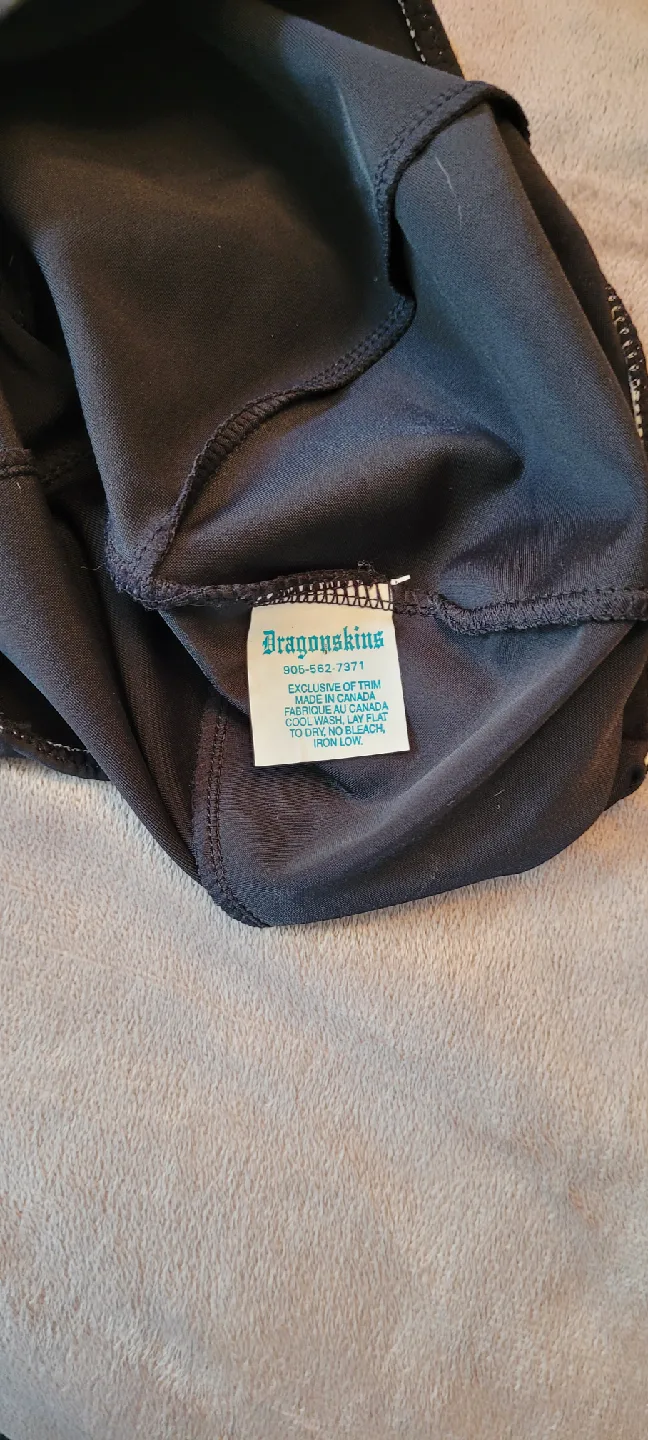 Dragonskins
905-562-7371
EXCLUSIVE OF TRIM
MADE IN CANADA
FABRIQUE AU CANADA
COOL WASH, LAY FLAT
TO DRY, NO BLEACH,
IRON LOW.